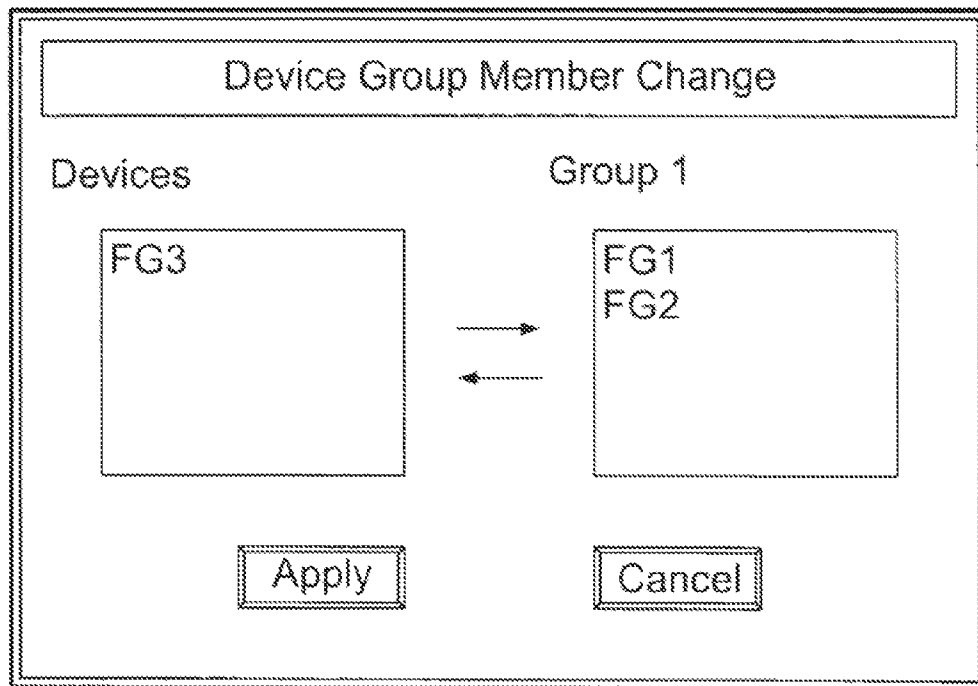 Device Group Member Change
Devices
Group 1
FG3
FG1
FG2
Apply
Cancel